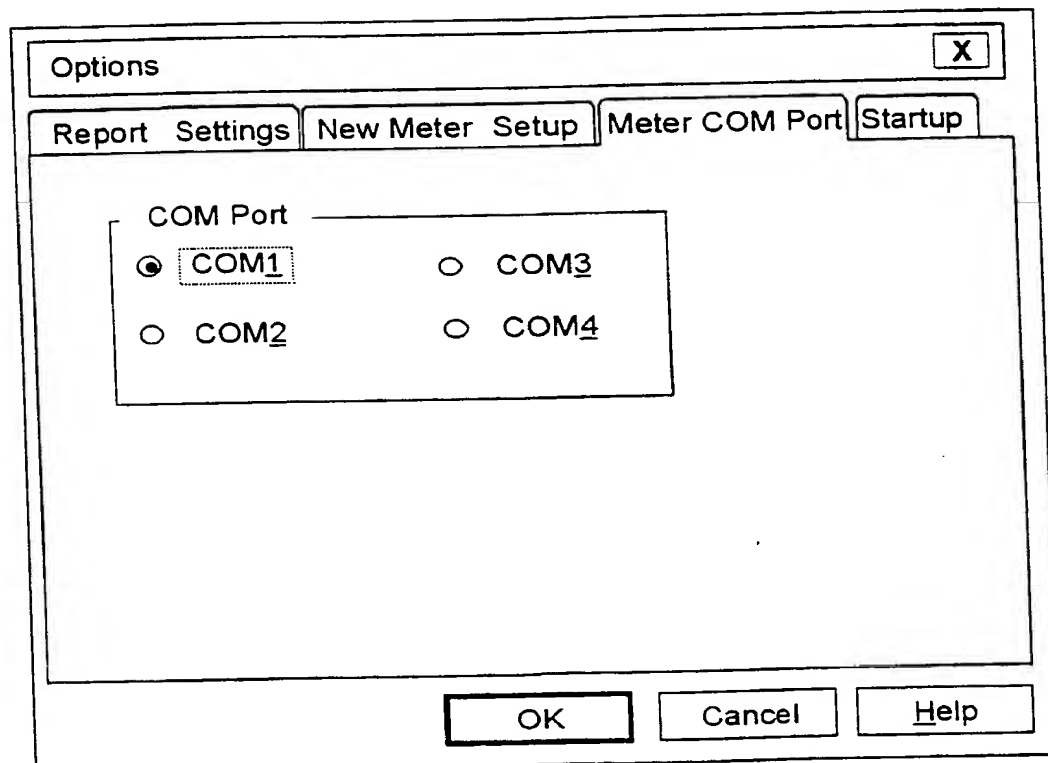 Options X
Report Settings New Meter Setup Meter COM Port Startup
COM Port
COM1 COM3
COM2 COM4
OK Cancel Help